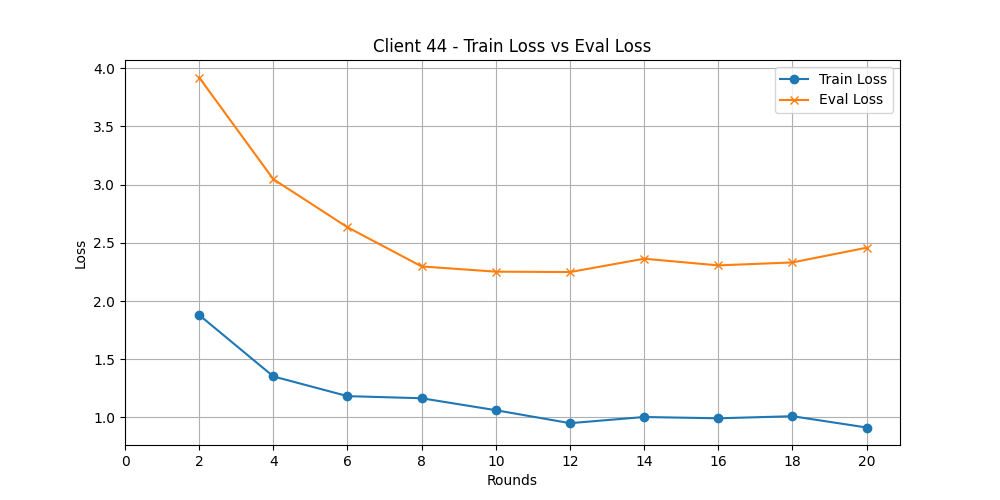 Client 44 - Train Loss vs Eval Loss
Train Loss
Eval Loss
4.0
3.5
3.0
2.5
2.0
1.5
1.0
Loss
0 2 4 6 8 10 12 14 16 18 20
Rounds